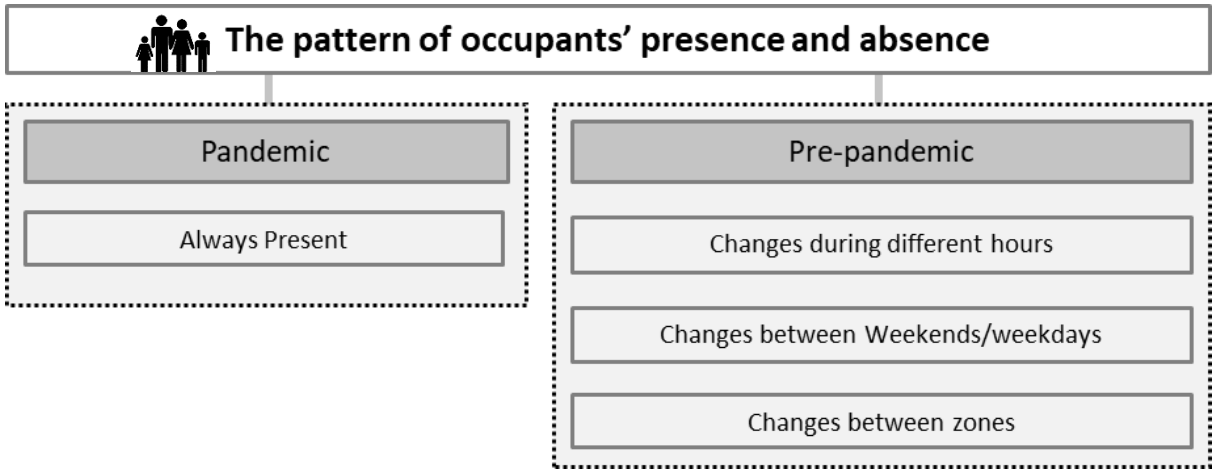 The pattern of occupants’ presence and absence
Pandemic
Always Present
Pre-pandemic
Changes during different hours
Changes between Weekends/weekdays
Changes between zones